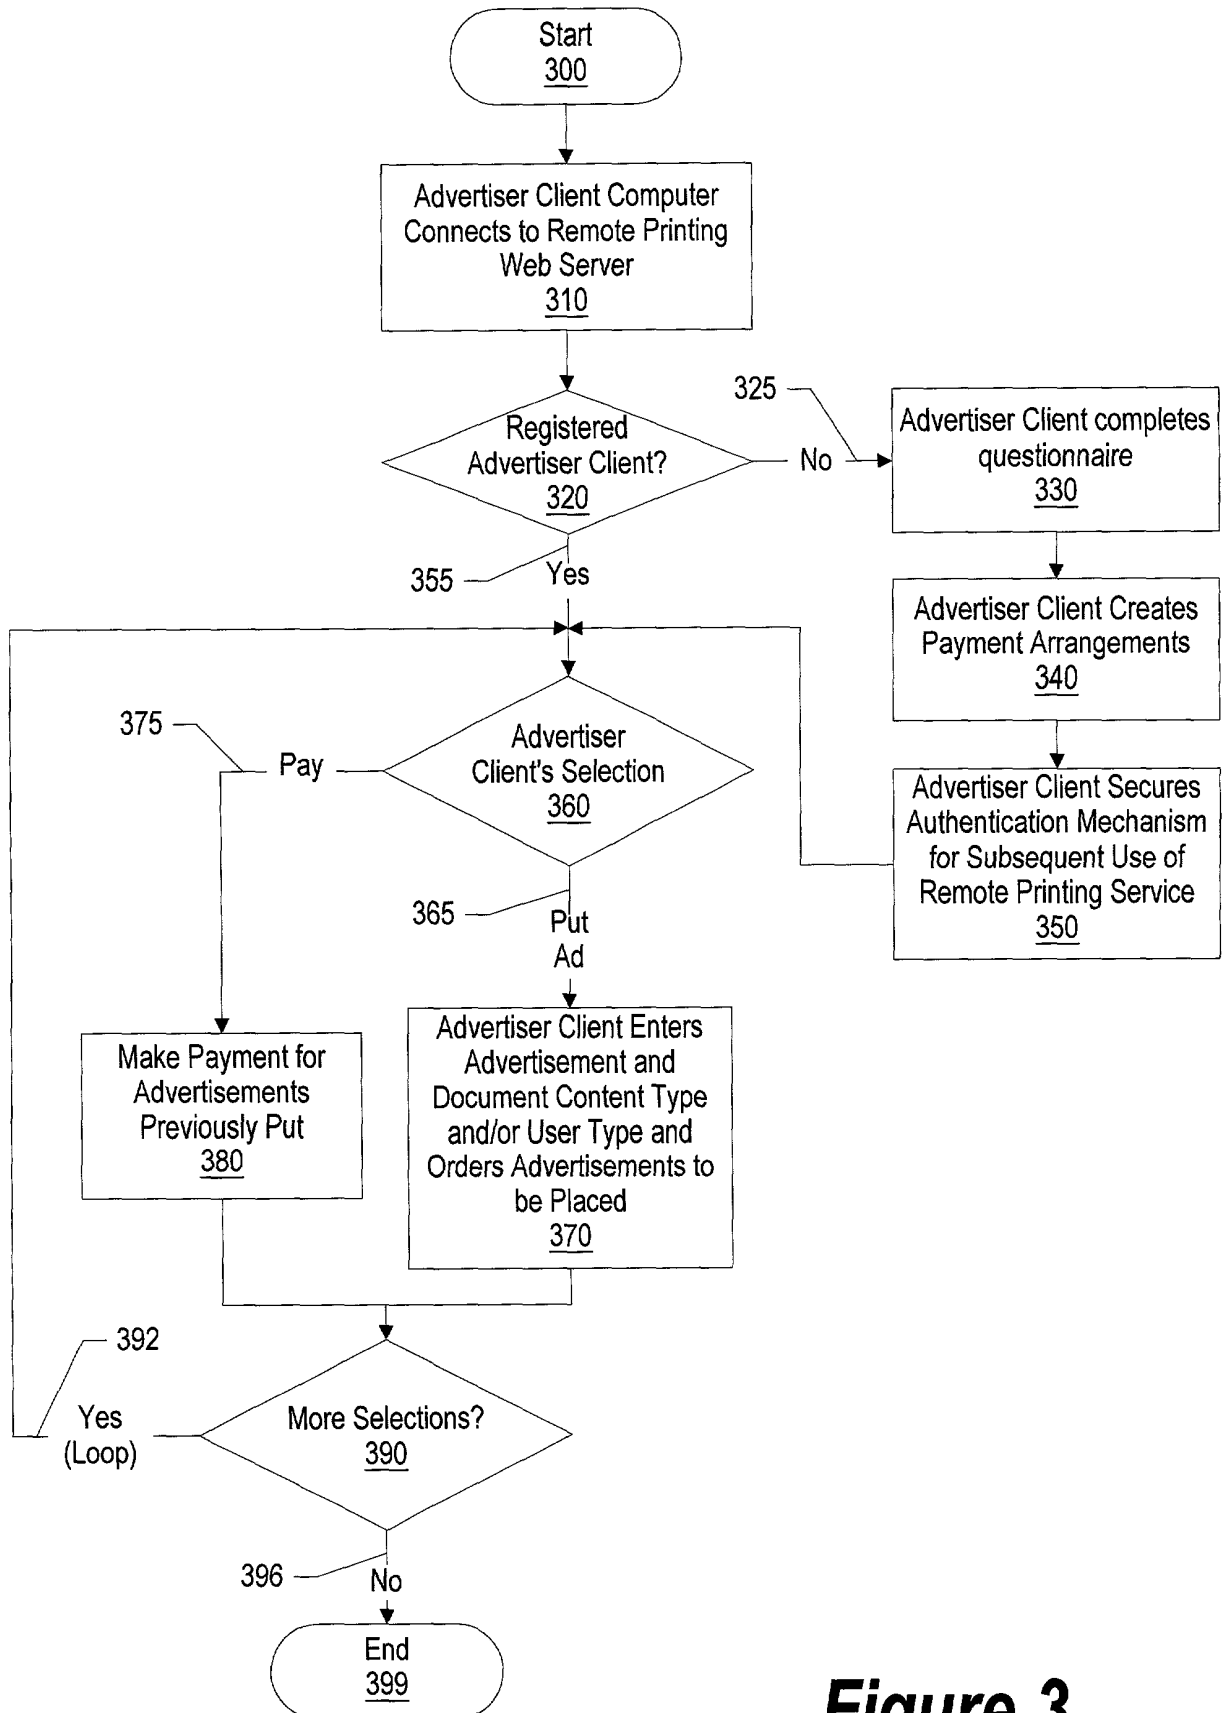 Start
300
Advertiser Client Computer
Connects to Remote Printing
Web Server
310
325
Registered
Advertiser Client?
320
No
Advertiser Client completes
questionnaire
330
355
Yes
Advertiser Client Creates
Payment Arrangements
340
375
Pay
Advertiser
Client's Selection
360
Advertiser Client Secures
Authentication Mechanism
for Subsequent Use of
Remote Printing Service
350
365
Put
Ad
Make Payment for
Advertisements
Previously Put
380
Advertiser Client Enters
Advertisement and
Document Content Type
and/or User Type and
Orders Advertisements to
be Placed
370
392
Yes
(Loop)
More Selections?
390
396
No
End
399
Figure 3